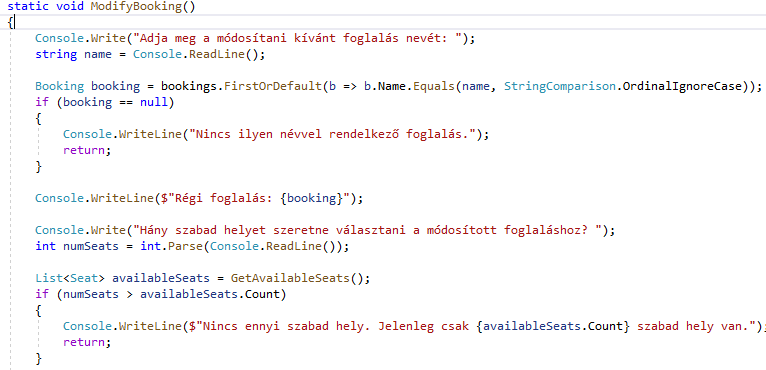 static void ModifyBooking()
{
Console.Write("Adja meg a módosítani kívánt foglalás nevét: ");
string name = Console.ReadLine();
Booking booking = bookings.FirstOrDefault(b => b.Name.Equals(name, StringComparison.OrdinalIgnoreCase));
if (booking == null)
{
Console.WriteLine("Nincs ilyen névvel rendelkező foglalás.");
return;
}
Console.WriteLine($"Régi foglalás: {booking}");
Console.Write("Hány szabad helyet szeretne választani a módosított foglaláshoz? ");
int numSeats = int.Parse(Console.ReadLine());
List<Seat> availableSeats = GetAvailableSeats();
if (numSeats > availableSeats.Count)
{
Console.WriteLine($"Nincs ennyi szabad hely. Jelenleg csak {availableSeats.Count} szabad hely van.");
return;
}